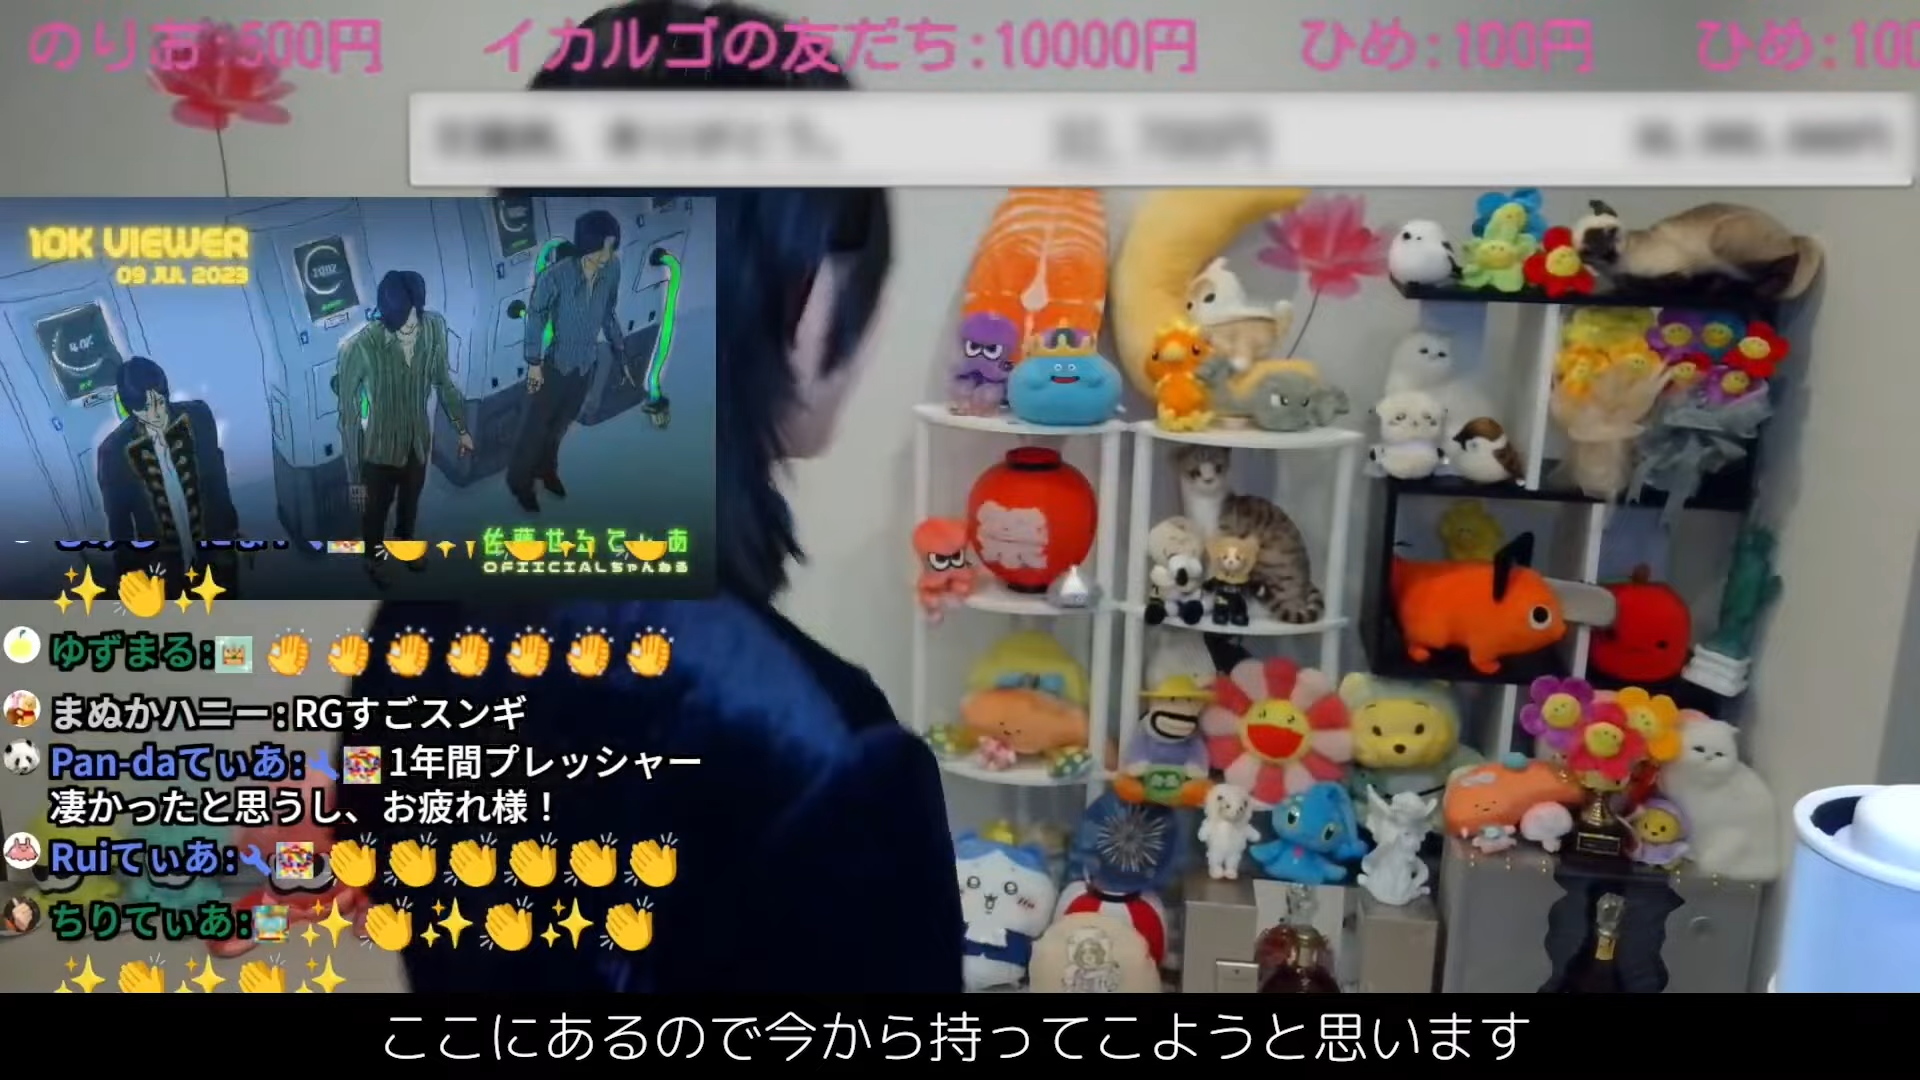 のりお:500円 イカルゴの友だち:10000円 ひめ:100円 ひめ:100
10K VIEWER
09 JUL 2023
40K
佐藤せるてぃあ
OFIICIALちゃんねる
ゆずまる:
まぬかハニー:RGすごスンギ
Pan-daてぃあ: 1年間プレッシャー
凄かったと思うし、お疲れ様！
Ruiてぃあ:
ちりてぃあ:
祭
ここにあるので今から持ってこようと思います